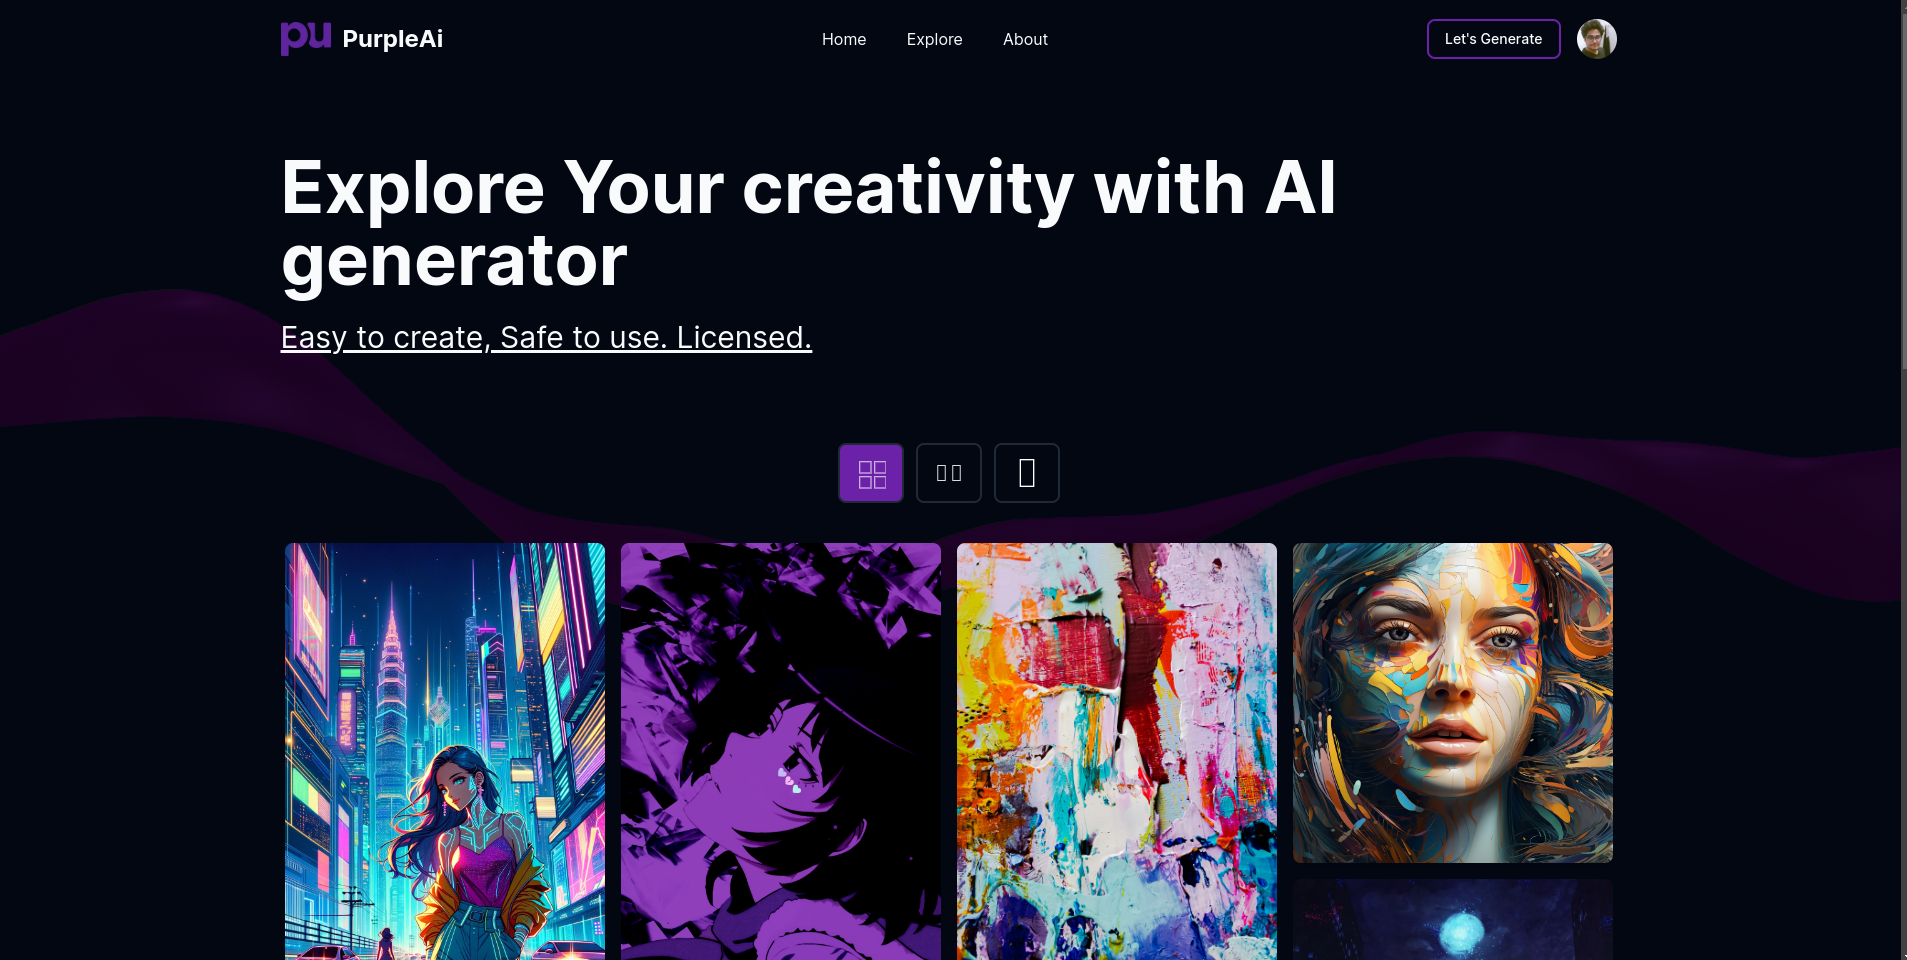 pu PurpleAi
Home Explore About
Let's Generate
Explore Your creativity with AI
generator
Easy to create, Safe to use. Licensed.